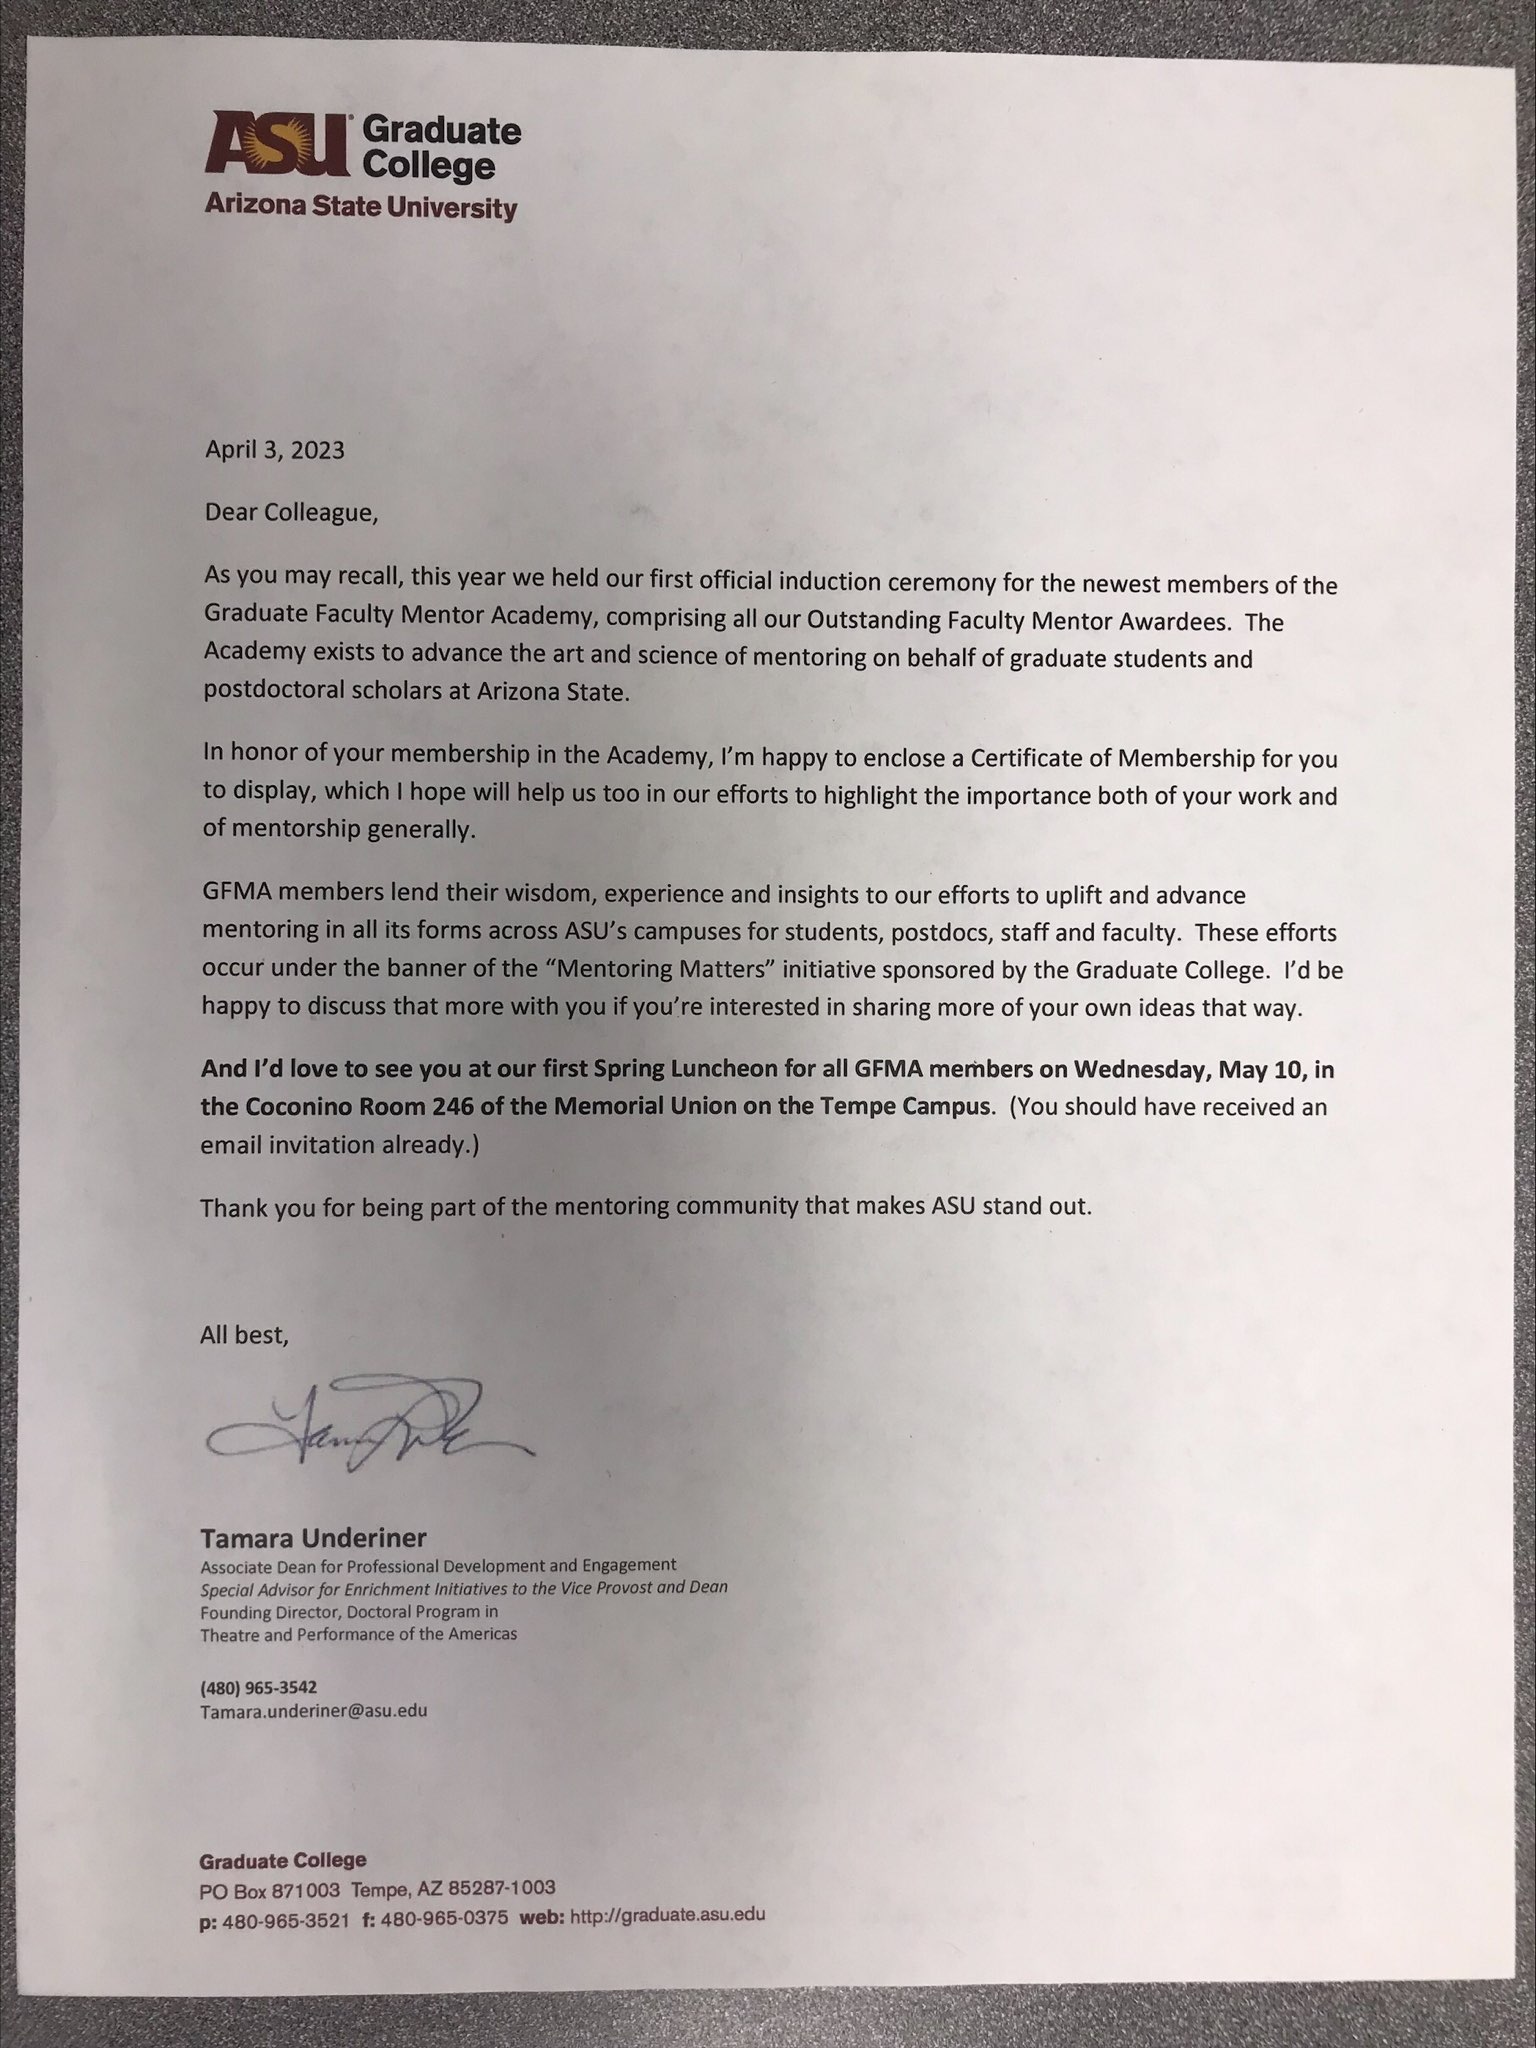 ASU Graduate
College
Arizona State University
April 3, 2023
Dear Colleague,
As you may recall, this year we held our first official induction ceremony for the newest members of the
Graduate Faculty Mentor Academy, comprising all our Outstanding Faculty Mentor Awardees. The
Academy exists to advance the art and science of mentoring on behalf of graduate students and
postdoctoral scholars at Arizona State.
In honor of your membership in the Academy, I’m happy to enclose a Certificate of Membership for you
to display, which I hope will help us too in our efforts to highlight the importance both of your work and
of mentorship generally.
GFMA members lend their wisdom, experience and insights to our efforts to uplift and advance
mentoring in all its forms across ASU’s campuses for students, postdocs, staff and faculty. These efforts
occur under the banner of the “Mentoring Matters” initiative sponsored by the Graduate College. I’d be
happy to discuss that more with you if you’re interested in sharing more of your own ideas that way.
And I’d love to see you at our first Spring Luncheon for all GFMA members on Wednesday, May 10, in
the Coconino Room 246 of the Memorial Union on the Tempe Campus. (You should have received an
email invitation already.)
Thank you for being part of the mentoring community that makes ASU stand out.
All best,
Tamara Underiner
Associate Dean for Professional Development and Engagement
Special Advisor for Enrichment Initiatives to the Vice Provost and Dean
Founding Director, Doctoral Program in
Theatre and Performance of the Americas
(480) 965-3542
Tamara.underiner@asu.edu
Graduate College
PO Box 871003 Tempe, AZ 85287-1003
p: 480-965-3521 f: 480-965-0375 web: http://graduate.asu.edu